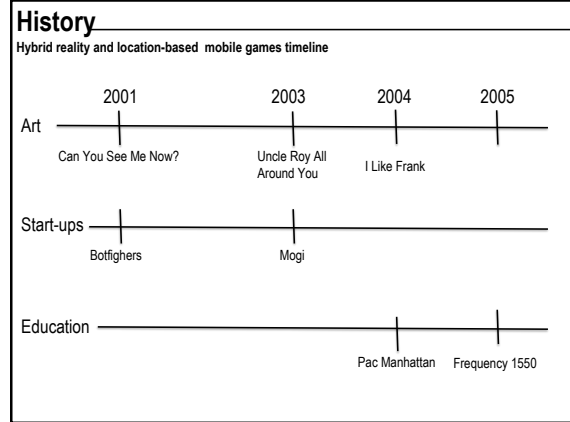 History
Hybrid reality and location-based mobile games timeline
2001 2003 2004 2005
Art
Can You See Me Now? Uncle Roy All
Around You
I Like Frank
Start-ups
Botfighers Mogi
Education
Pac Manhattan Frequency 1550